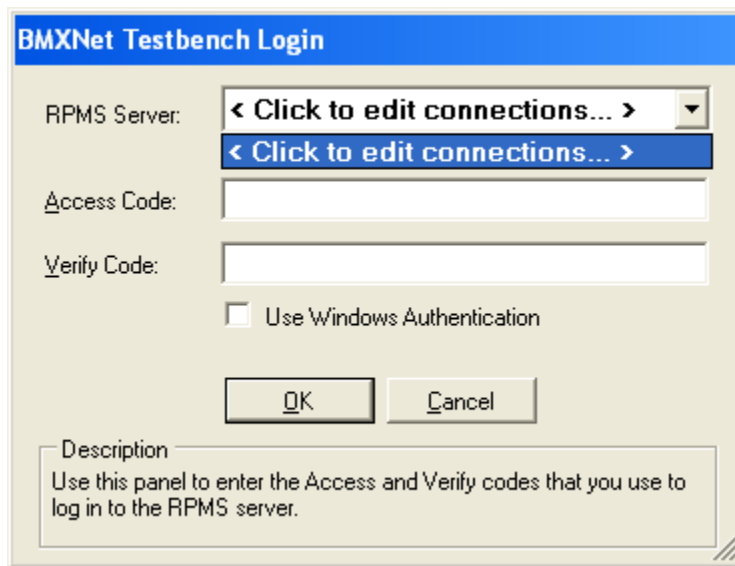 BMXNet Testbench Login
RPMS Server:
< Click to edit connections... >
< Click to edit connections... >
Access Code:
Verify Code:
Use Windows Authentication
OK
Cancel
Description
Use this panel to enter the Access and Verify codes that you use to
log in to the RPMS server.